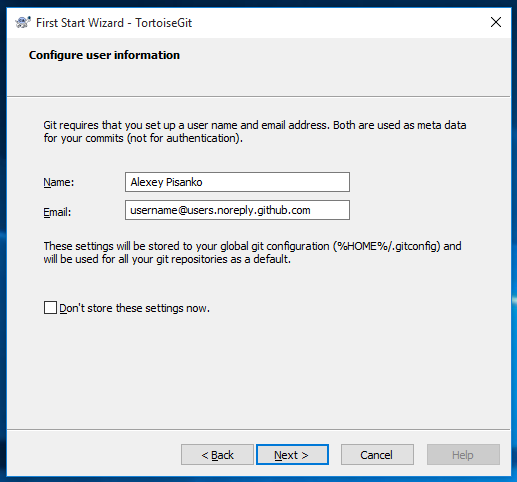 First Start Wizard - TortoiseGit
Configure user information
Git requires that you set up a user name and email address. Both are used as meta data
for your commits (not for authentication).
Name: Alexey Pisanko
Email: username@users.noreply.github.com
These settings will be stored to your global git configuration (%HOME%/.gitconfig) and
will be used for all your git repositories as a default.
Don't store these settings now.
< Back Next > Cancel Help